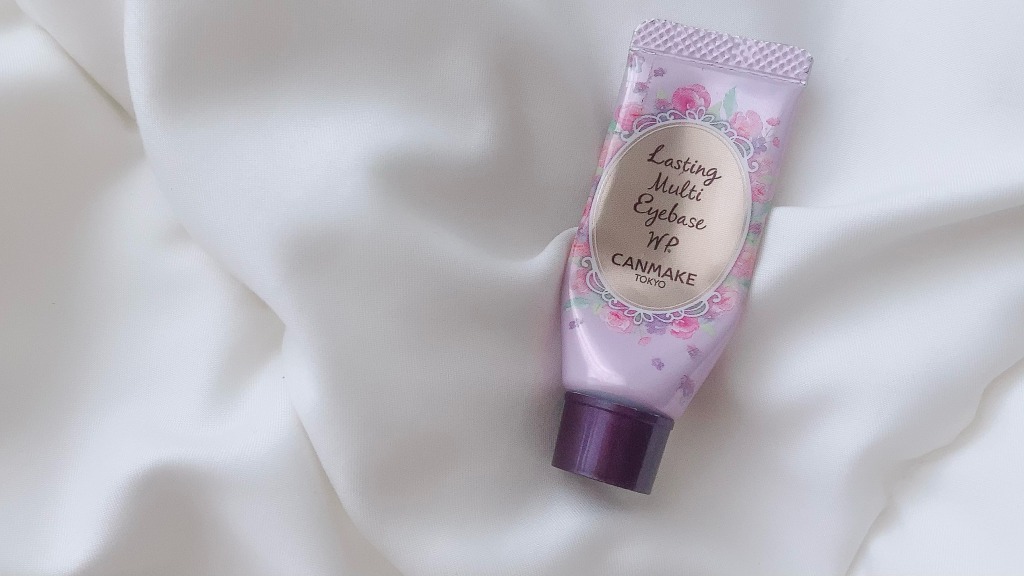 Lasting
Multi
Eyebase
WP
CANMAKE
TOKYO